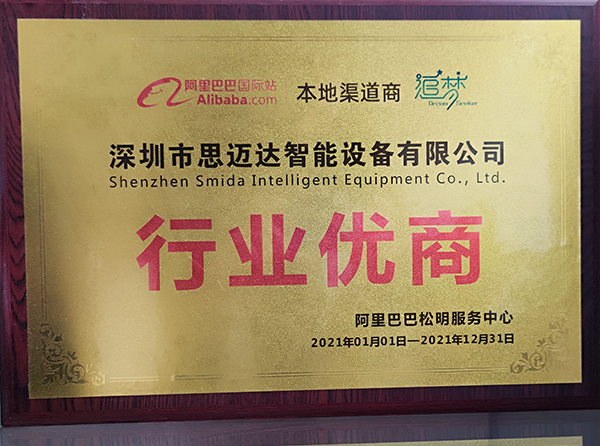 阿里巴巴国际站
Alibaba.com
本地渠道商
追梦
Dream Seeker
深圳市思迈达智能设备有限公司
Shenzhen Smida Intelligent Equipment Co., Ltd.
行业优商
阿里巴巴松明服务中心
2021年01月01日—2021年12月31日